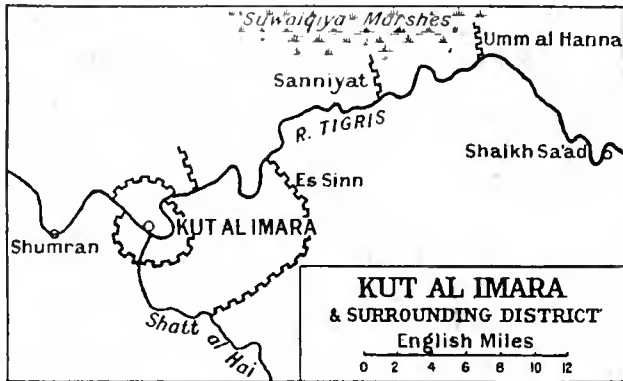 Suwaiqiya Marshes
Umm al Hanna
Sanniyat
R. TIGRIS
Shaikh Sa'ad
Es Sinn
KUT AL IMARA
Shumran
Shatt al Hai
KUT AL IMARA
& SURROUNDING DISTRICT
English Miles
0 2 4 6 8 10 12